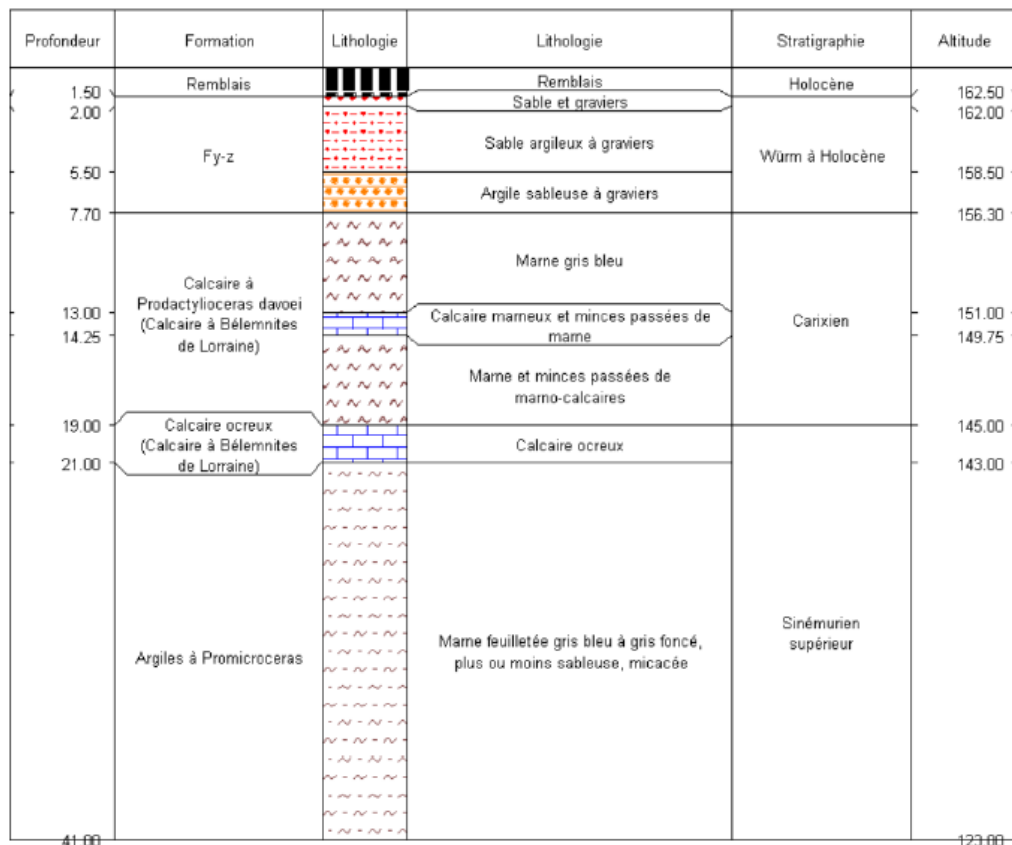 Profondeur Formation Lithologie Lithologie Stratigraphie Altitude
Remblais Remblais Holocène
1.50 162.50
Sable et graviers
2.00 162.00
Sable argileux à graviers
Fy-z Würm à Holocène
5.50 158.50
Argile sableuse à graviers
7.70 156.30
Marne gris bleu
Calcaire à
Prodactylioceras davoei
(Calcaire à Bélemnites
de Lorraine)
13.00 151.00
Calcaire marneux et minces passées de
marne
Carixien
14.25 149.75
Marne et minces passées de
marno-calcaires
19.00 145.00
Calcaire ocreux
(Calcaire à Bélemnites
de Lorraine)
Calcaire ocreux
21.00 143.00
Argiles à Promicroceras
Marne feuilletée gris bleu à gris foncé,
plus ou moins sableuse, micacée
Sinémurien
supérieur
41.00 123.00